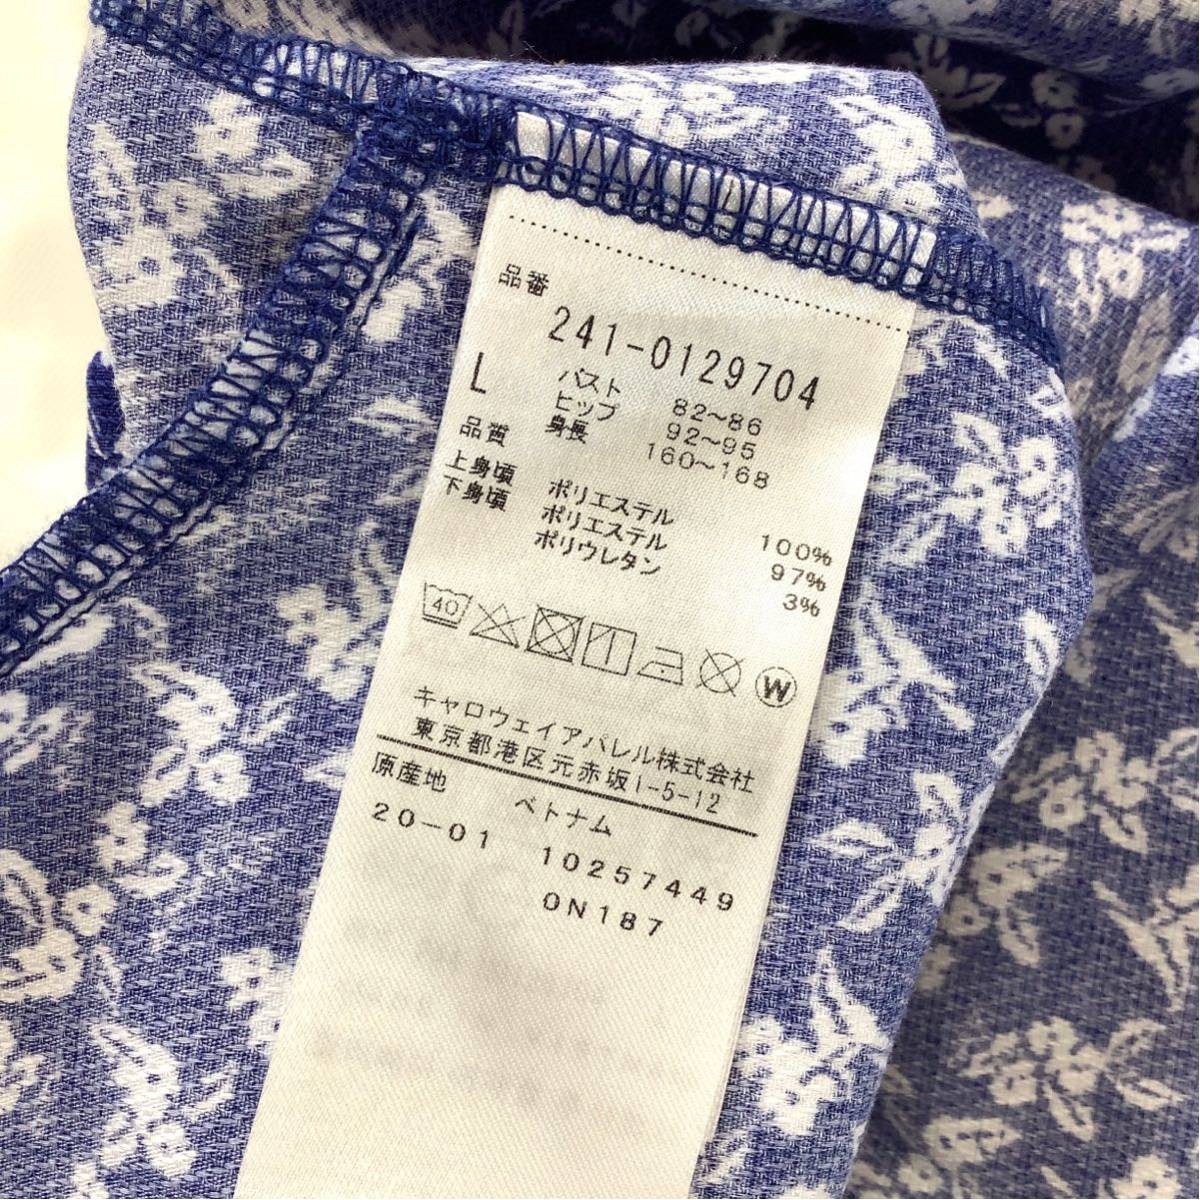 品番
241-0129704
L バスト 82～86
ヒップ 92～95
身長 160～168
品質
上身頃 ポリエステル 100%
下身頃 ポリエステル 97%
ポリウレタン 3%
40 W
キャロウェイアパレル株式会社
東京都港区元赤坂1-5-12
原産地 ベトナム
20-01 10257449
0N187